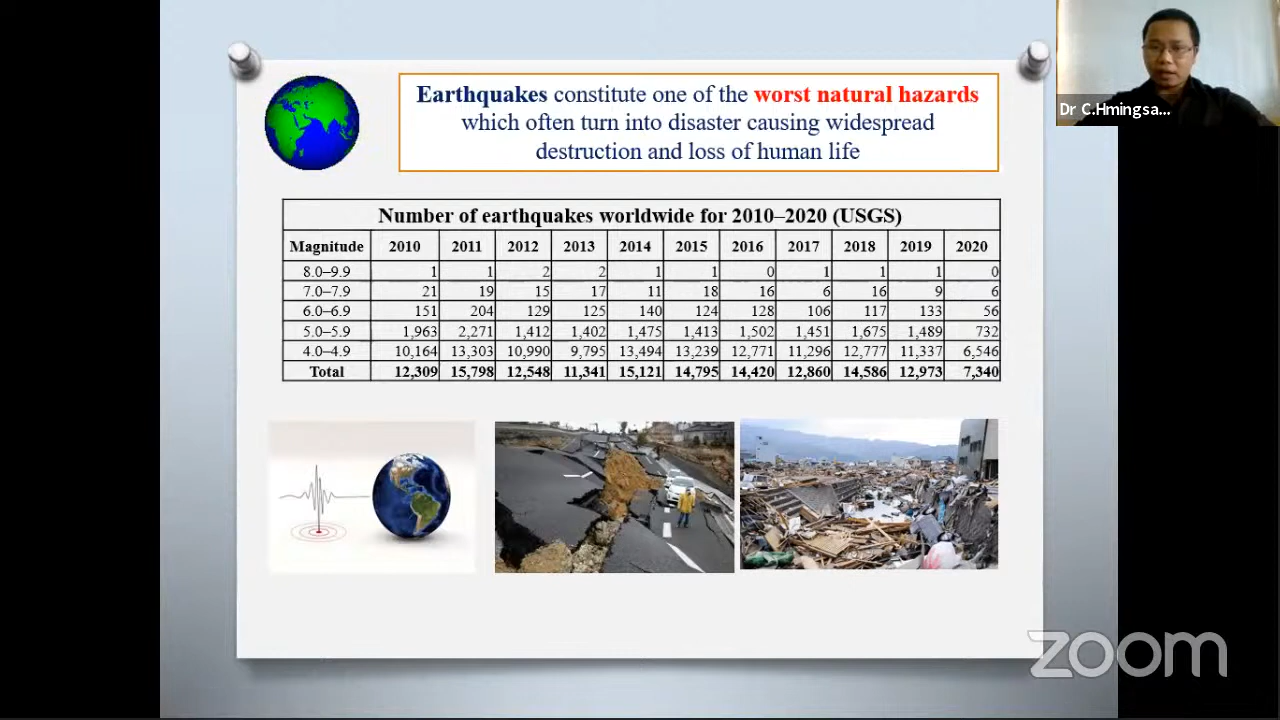 Earthquakes constitute one of the worst natural hazards
which often turn into disaster causing widespread
destruction and loss of human life
Dr C.Hmingsa...
Number of earthquakes worldwide for 2010–2020 (USGS)
Magnitude 2010 2011 2012 2013 2014 2015 2016 2017 2018 2019 2020
8.0–9.9 1 1 2 2 1 1 0 1 1 1 0
7.0–7.9 21 19 15 17 11 18 16 6 16 9 6
6.0–6.9 151 204 129 125 140 124 128 106 117 133 56
5.0–5.9 1,963 2,271 1,412 1,402 1,475 1,413 1,502 1,451 1,675 1,489 732
4.0–4.9 10,164 13,303 10,990 9,795 13,494 13,239 12,771 11,296 12,777 11,337 6,546
Total 12,309 15,798 12,548 11,341 15,121 14,795 14,420 12,860 14,586 12,973 7,340
zoom